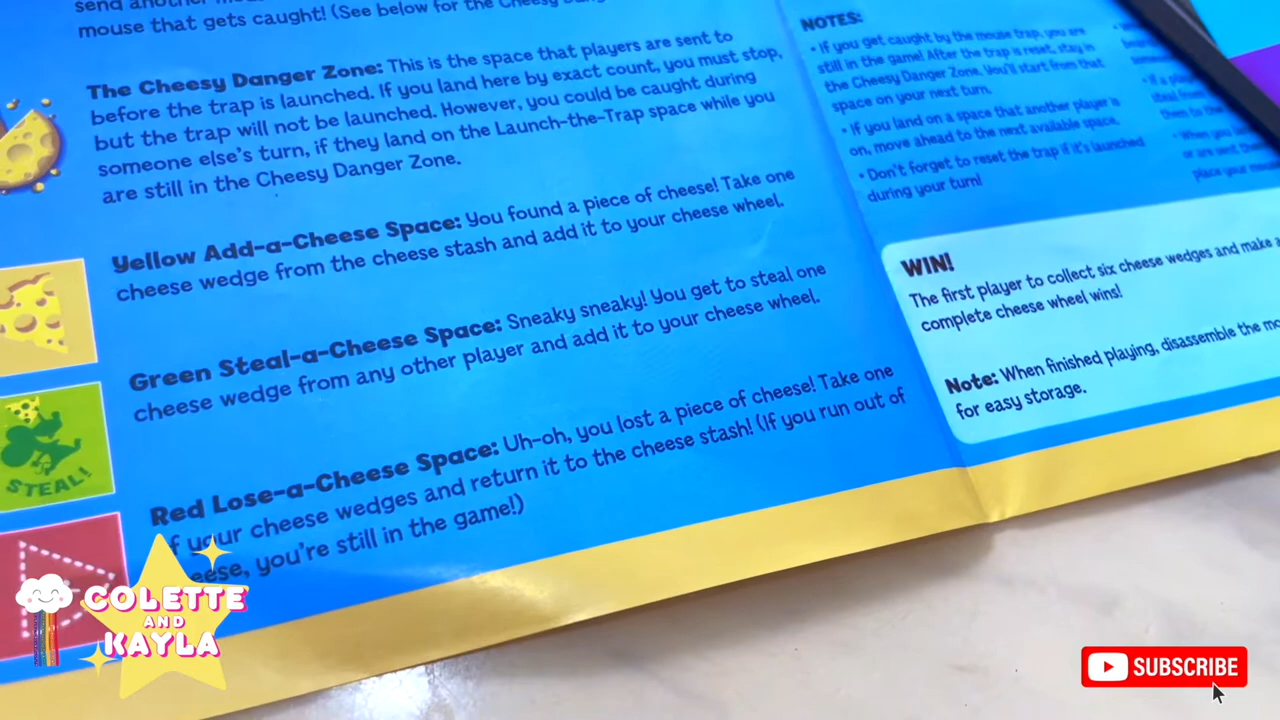 mouse that gets caught! (See below for the Cheesy
The Cheesy Danger Zone: This is the space that players are sent to
before the trap is launched. If you land here by exact count, you must stop,
but the trap will not be launched. However, you could be caught during
someone else's turn, if they land on the Launch-the-Trap space while you
are still in the Cheesy Danger Zone.
Yellow Add-a-Cheese Space: You found a piece of cheese! Take one
cheese wedge from the cheese stash and add it to your cheese wheel.
Green Steal-a-Cheese Space: Sneaky sneaky! You get to steal one
cheese wedge from any other player and add it to your cheese wheel.
STEAL!
Red Lose-a-Cheese Space: Uh-oh, you lost a piece of cheese! Take one
of your cheese wedges and return it to the cheese stash! (If you run out of
you're still in the game!)
NOTES:
• If you get caught by the mouse trap, you are
still in the game! After the trap is reset, stay in
the Cheesy Danger Zone. You'll start from that
space on your next turn.
• If you land on a space that another player is
on, move ahead to the next available space.
• Don't forget to reset the trap if it's launched
during your turn!
WIN!
The first player to collect six cheese wedges and make a
complete cheese wheel wins!
Note: When finished playing, disassemble the
for easy storage.
COLETTE
AND
KAYLA
SUBSCRIBE